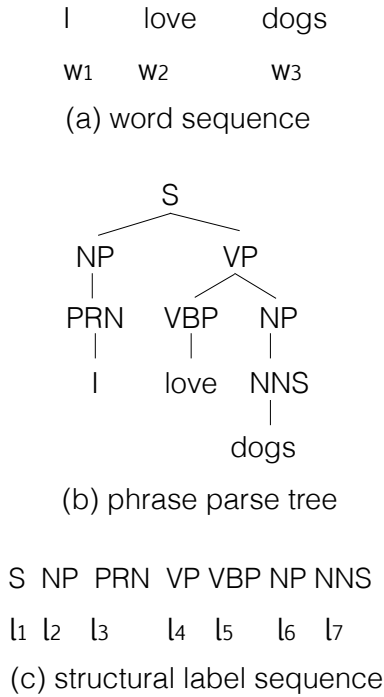 I love dogs
w1 w2 w3
(a) word sequence
S
NP VP
PRN VBP NP
I love NNS
dogs
(b) phrase parse tree
S NP PRN VP VBP NP NNS
l1 l2 l3 l4 l5 l6 l7
(c) structural label sequence